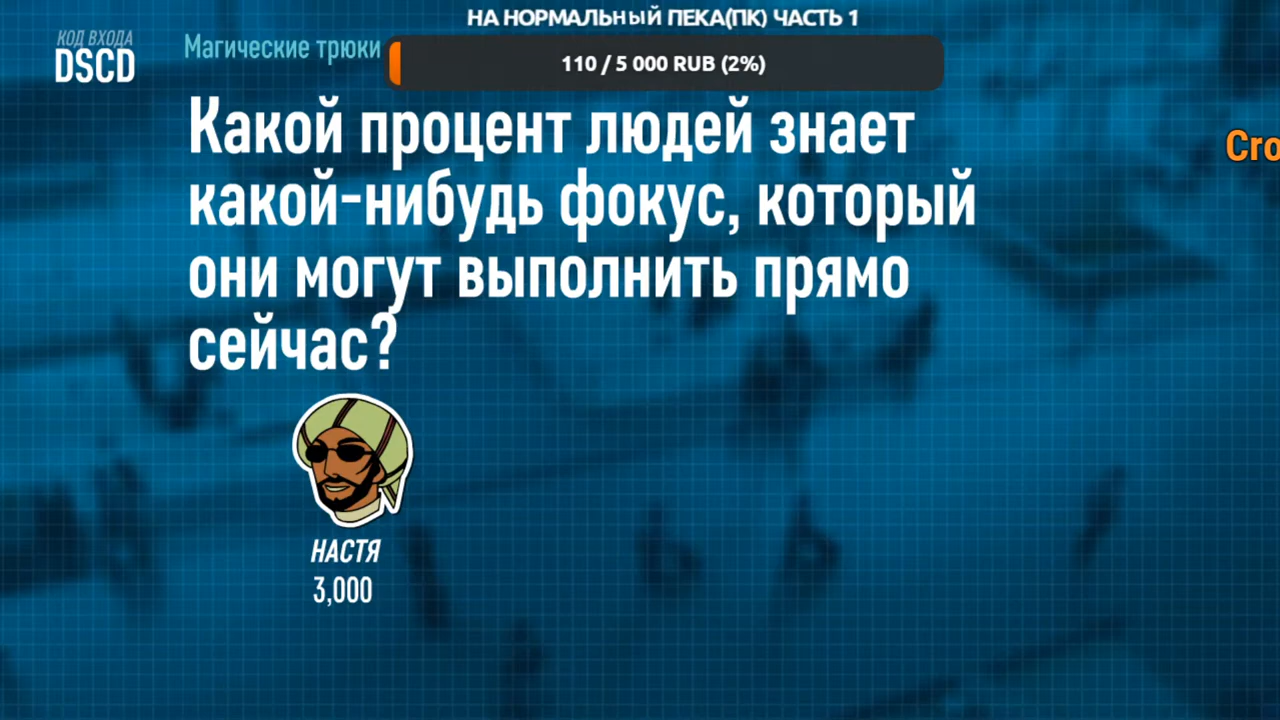 НА НОРМАЛЬНЫЙ ПЕКА(ПК) ЧАСТЬ 1
КОД ВХОДА
DSCD
Магические трюки
110 / 5 000 RUB (2%)
Какой процент людей знает
какой-нибудь фокус, который
они могут выполнить прямо
сейчас?
Cro
НАСТЯ
3,000